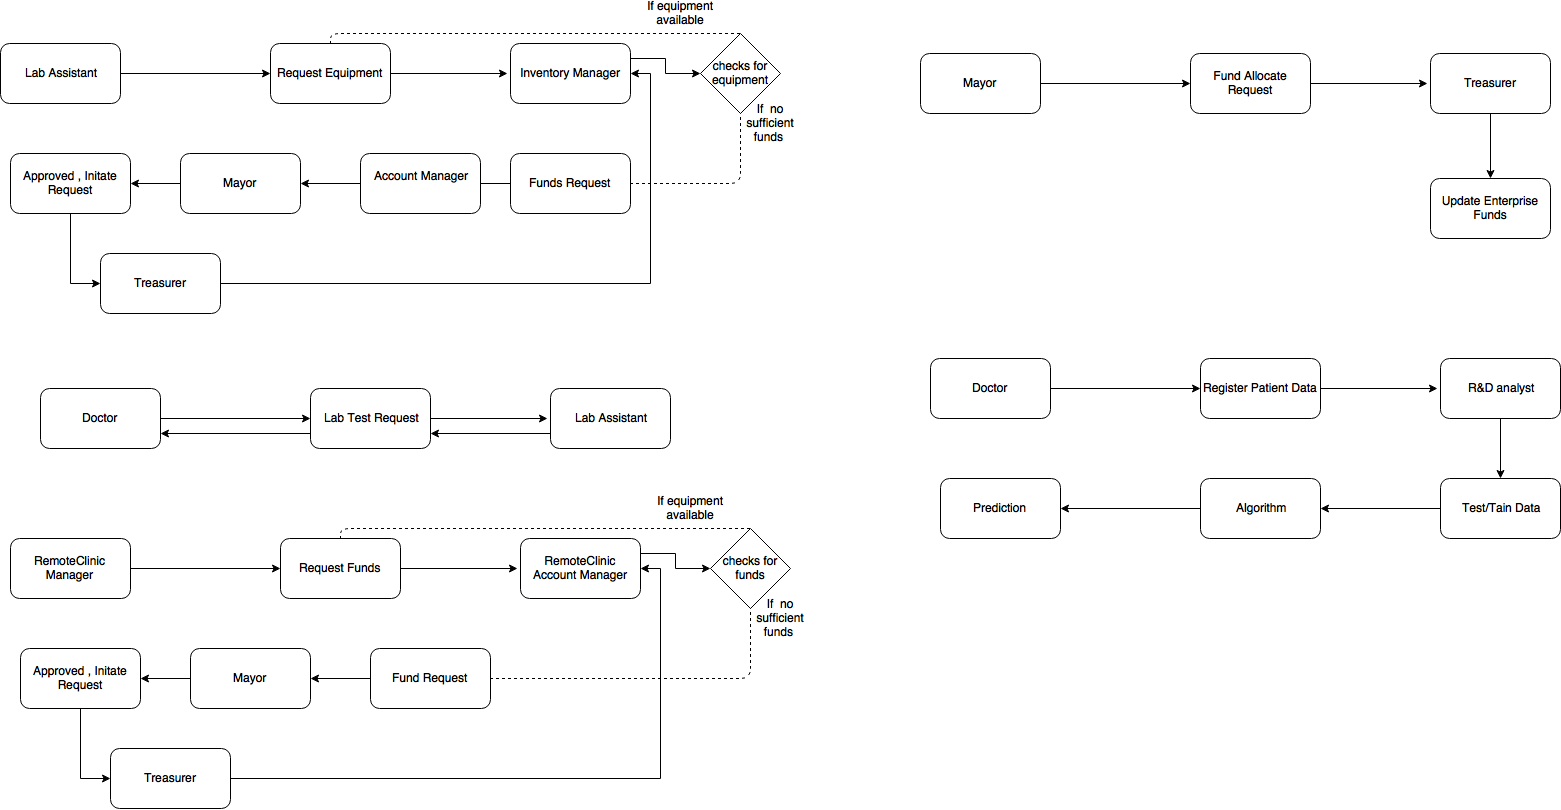 If equipment
available
Lab Assistant
Request Equipment
Inventory Manager
checks for
equipment
If  no
sufficient
funds
Approved , Initate
Request
Mayor
Account Manager
Funds Request
Treasurer
Mayor
Fund Allocate
Request
Treasurer
Update Enterprise
Funds
Doctor
Lab Test Request
Lab Assistant
Doctor
Register Patient Data
R&D analyst
Prediction
Algorithm
Test/Tain Data
If equipment
available
RemoteClinic
Manager
Request Funds
RemoteClinic
Account Manager
checks for
funds
If  no
sufficient
funds
Approved , Initate
Request
Mayor
Fund Request
Treasurer